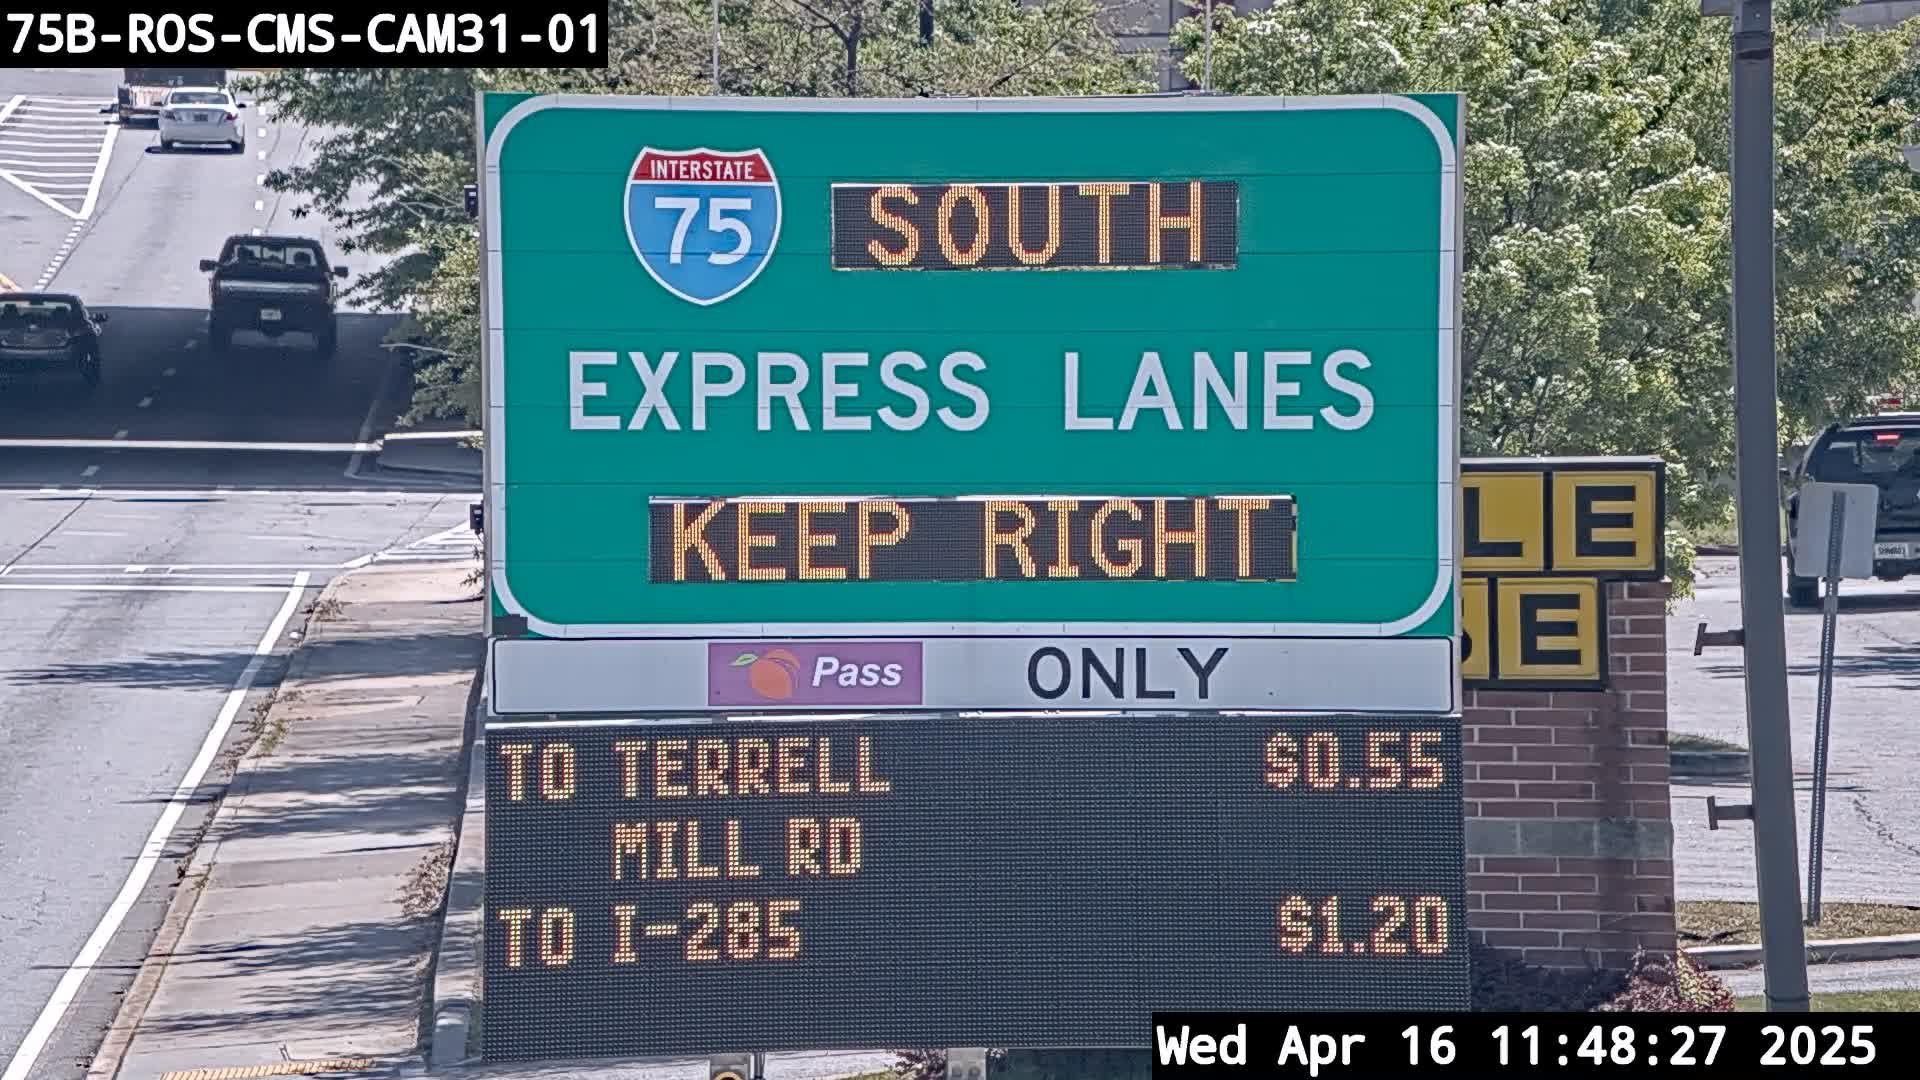 75B-ROS-CMS-CAM31-01
INTERSTATE
75 SOUTH
EXPRESS LANES
KEEP RIGHT
LE
E
Pass ONLY
TO TERRELL $0.55
MILL RD
TO I-285 $1.20
Wed Apr 16 11:48:27 2025